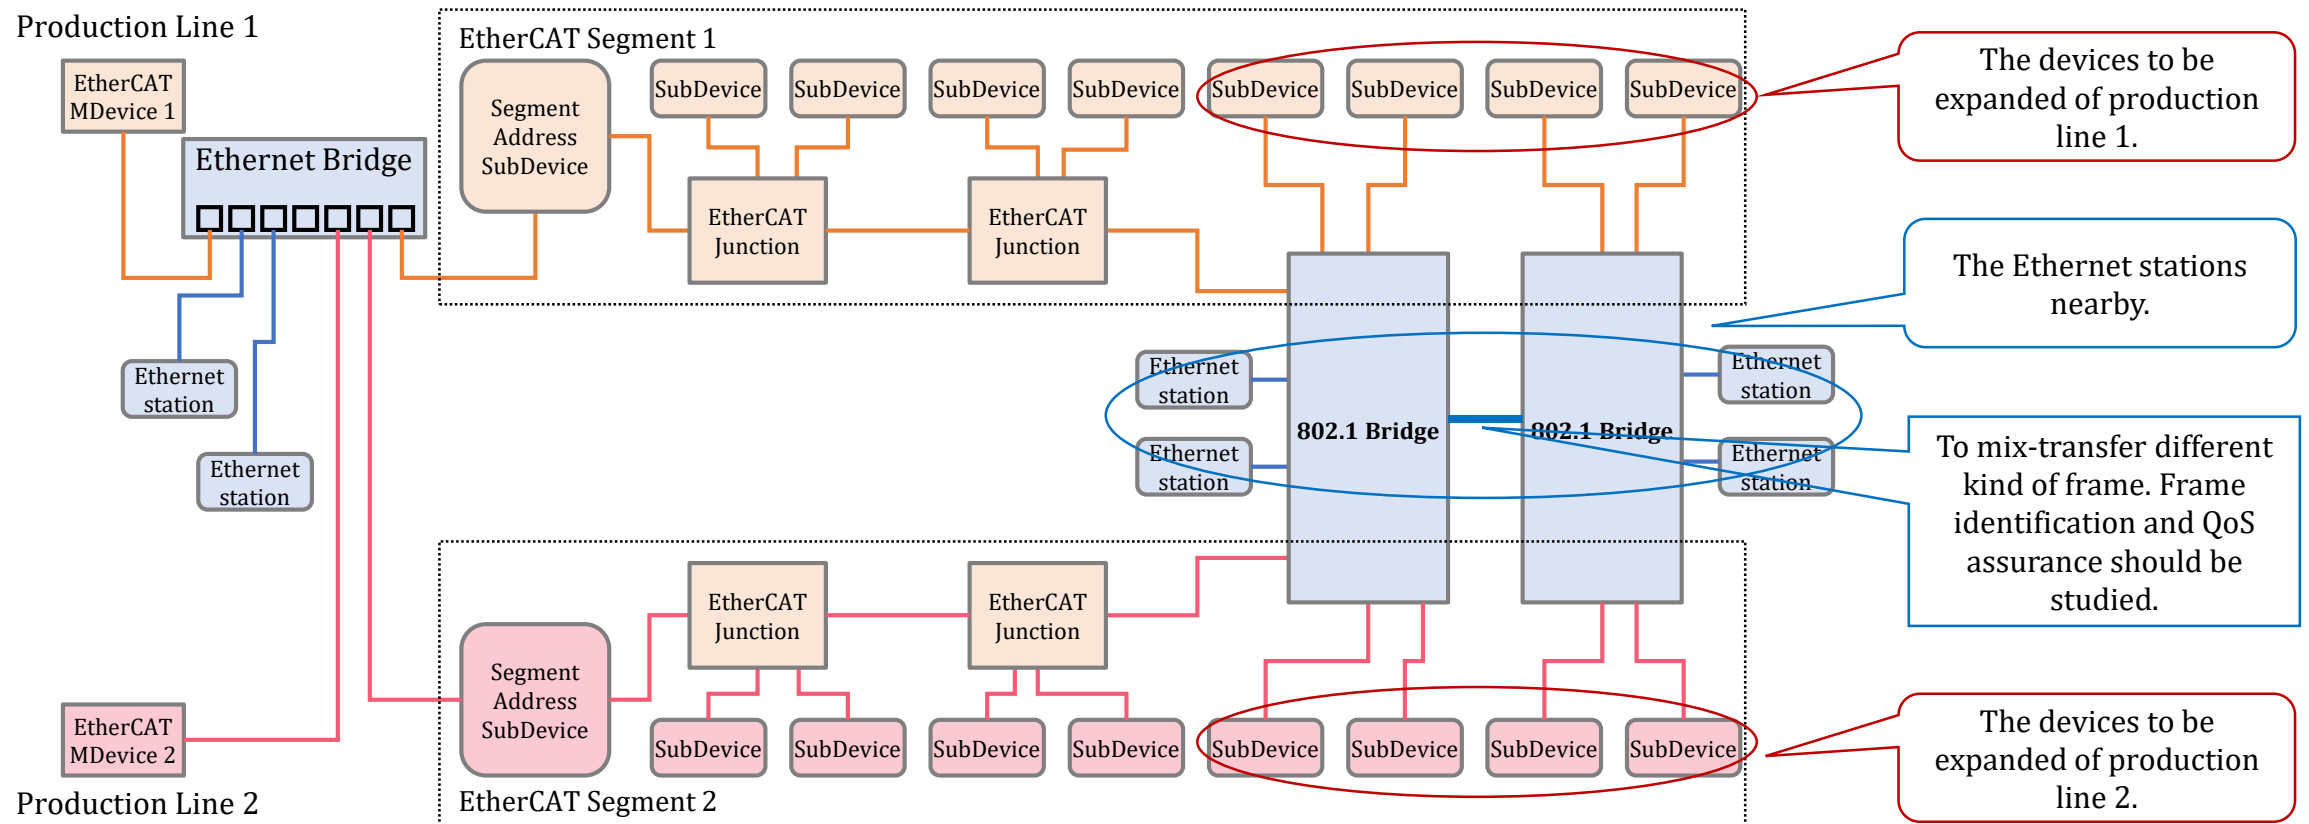 Production Line 1
EtherCAT
MDevice 1
Ethernet Bridge
EtherCAT Segment 1
Segment
Address
SubDevice
SubDevice
SubDevice
SubDevice
SubDevice
SubDevice
SubDevice
SubDevice
SubDevice
EtherCAT
Junction
EtherCAT
Junction
The devices to be
expanded of production
line 1.
The Ethernet stations
nearby.
Ethernet
station
Ethernet
station
Ethernet
station
Ethernet
station
802.1 Bridge
802.1 Bridge
Ethernet
station
Ethernet
station
To mix-transfer different
kind of frame. Frame
identification and QoS
assurance should be
studied.
EtherCAT
Junction
EtherCAT
Junction
Segment
Address
SubDevice
EtherCAT
MDevice 2
SubDevice
SubDevice
SubDevice
SubDevice
SubDevice
SubDevice
SubDevice
SubDevice
The devices to be
expanded of production
line 2.
Production Line 2
EtherCAT Segment 2